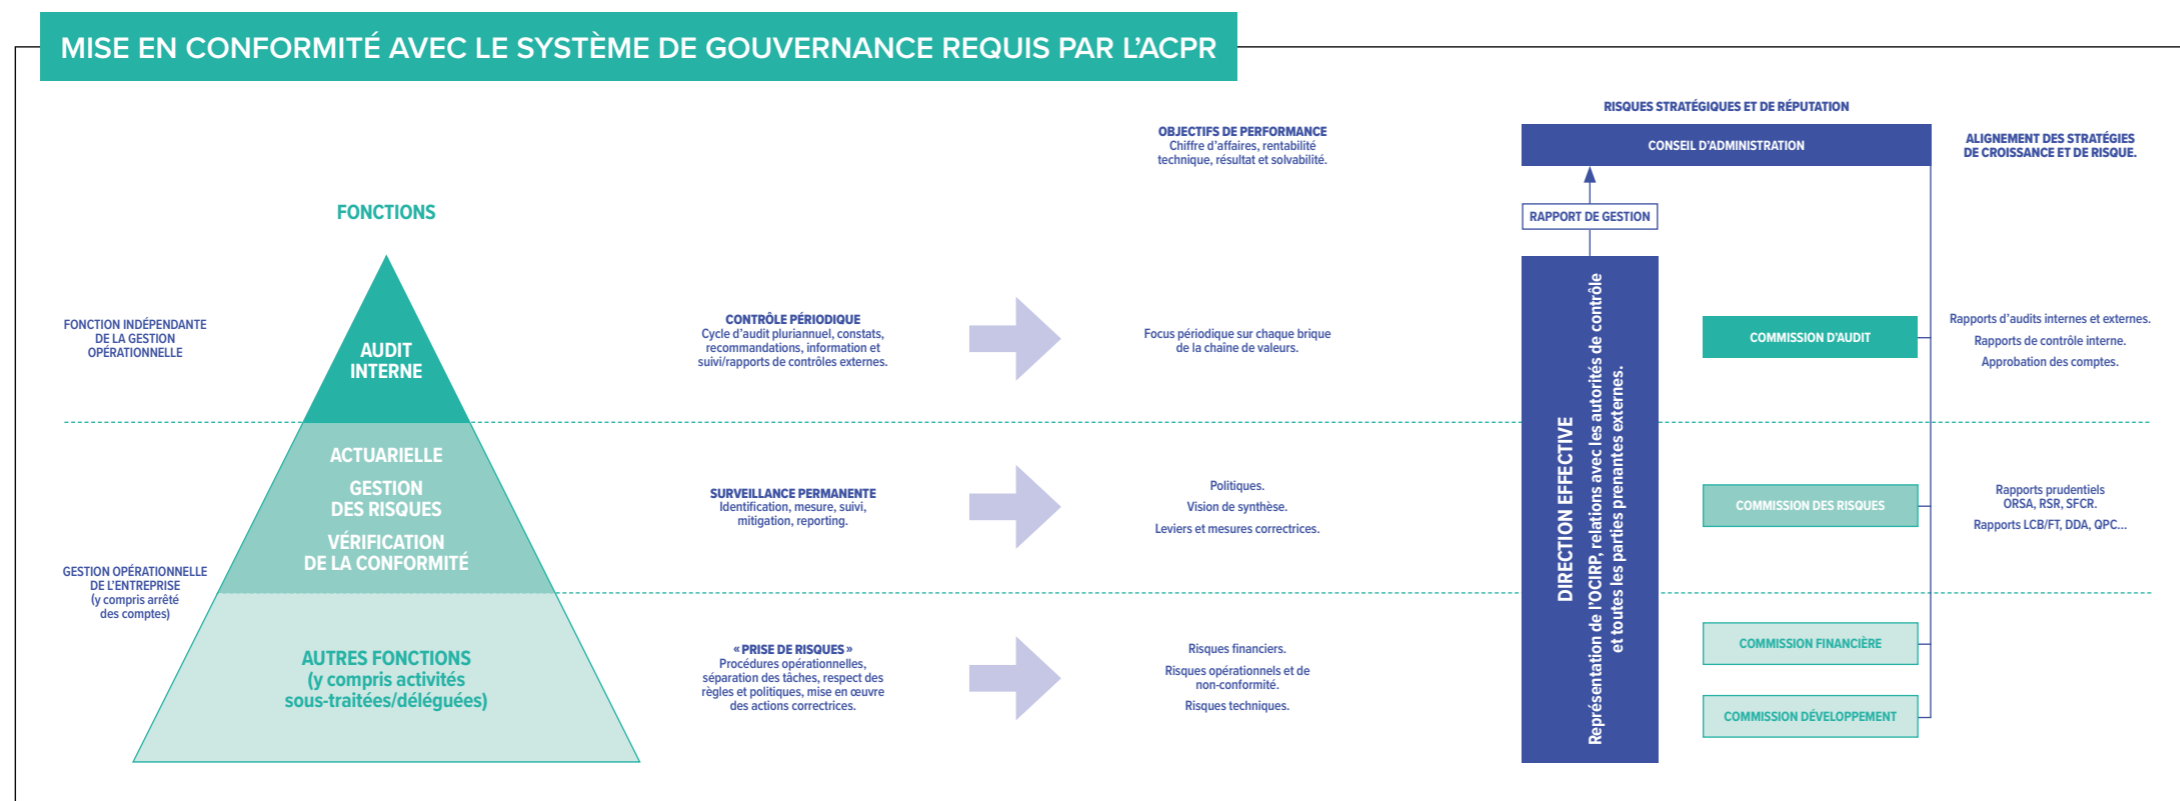 MISE EN CONFORMITÉ AVEC LE SYSTÈME DE GOUVERNANCE REQUIS PAR L’ACPR
RISQUES STRATÉGIQUES ET DE RÉPUTATION
OBJECTIFS DE PERFORMANCE
Chiffre d’affaires, rentabilité
technique, résultat et solvabilité.
CONSEIL D’ADMINISTRATION
ALIGNEMENT DES STRATÉGIES
DE CROISSANCE ET DE RISQUE.
FONCTIONS
RAPPORT DE GESTION
FONCTION INDÉPENDANTE
DE LA GESTION
OPÉRATIONNELLE
AUDIT
INTERNE
CONTRÔLE PÉRIODIQUE
Cycle d’audit pluriannuel, constats,
recommandations, information et
suivi/rapports de contrôles externes.
Focus périodique sur chaque brique
de la chaîne de valeurs.
DIRECTION EFFECTIVE
Représentation de l’OCIRP, relations avec les autorités de contrôle
et toutes les parties prenantes externes.
COMMISSION D’AUDIT
Rapports d’audits internes et externes.
Rapports de contrôle interne.
Approbation des comptes.
ACTUARIELLE
GESTION
DES RISQUES
VÉRIFICATION
DE LA CONFORMITÉ
SURVEILLANCE PERMANENTE
Identification, mesure, suivi,
mitigation, reporting.
Politiques.
Vision de synthèse.
Leviers et mesures correctrices.
COMMISSION DES RISQUES
Rapports prudentiels
ORSA, RSR, SFCR.
Rapports LCB/FT, DDA, QPC...
GESTION OPÉRATIONNELLE
DE L’ENTREPRISE
(y compris arrêté
des comptes)
AUTRES FONCTIONS
(y compris activités
sous-traitées/déléguées)
« PRISE DE RISQUES »
Procédures opérationnelles,
séparation des tâches, respect des
règles et politiques, mise en œuvre
des actions correctrices.
Risques financiers.
Risques opérationnels et de
non-conformité.
Risques techniques.
COMMISSION FINANCIÈRE
COMMISSION DÉVELOPPEMENT